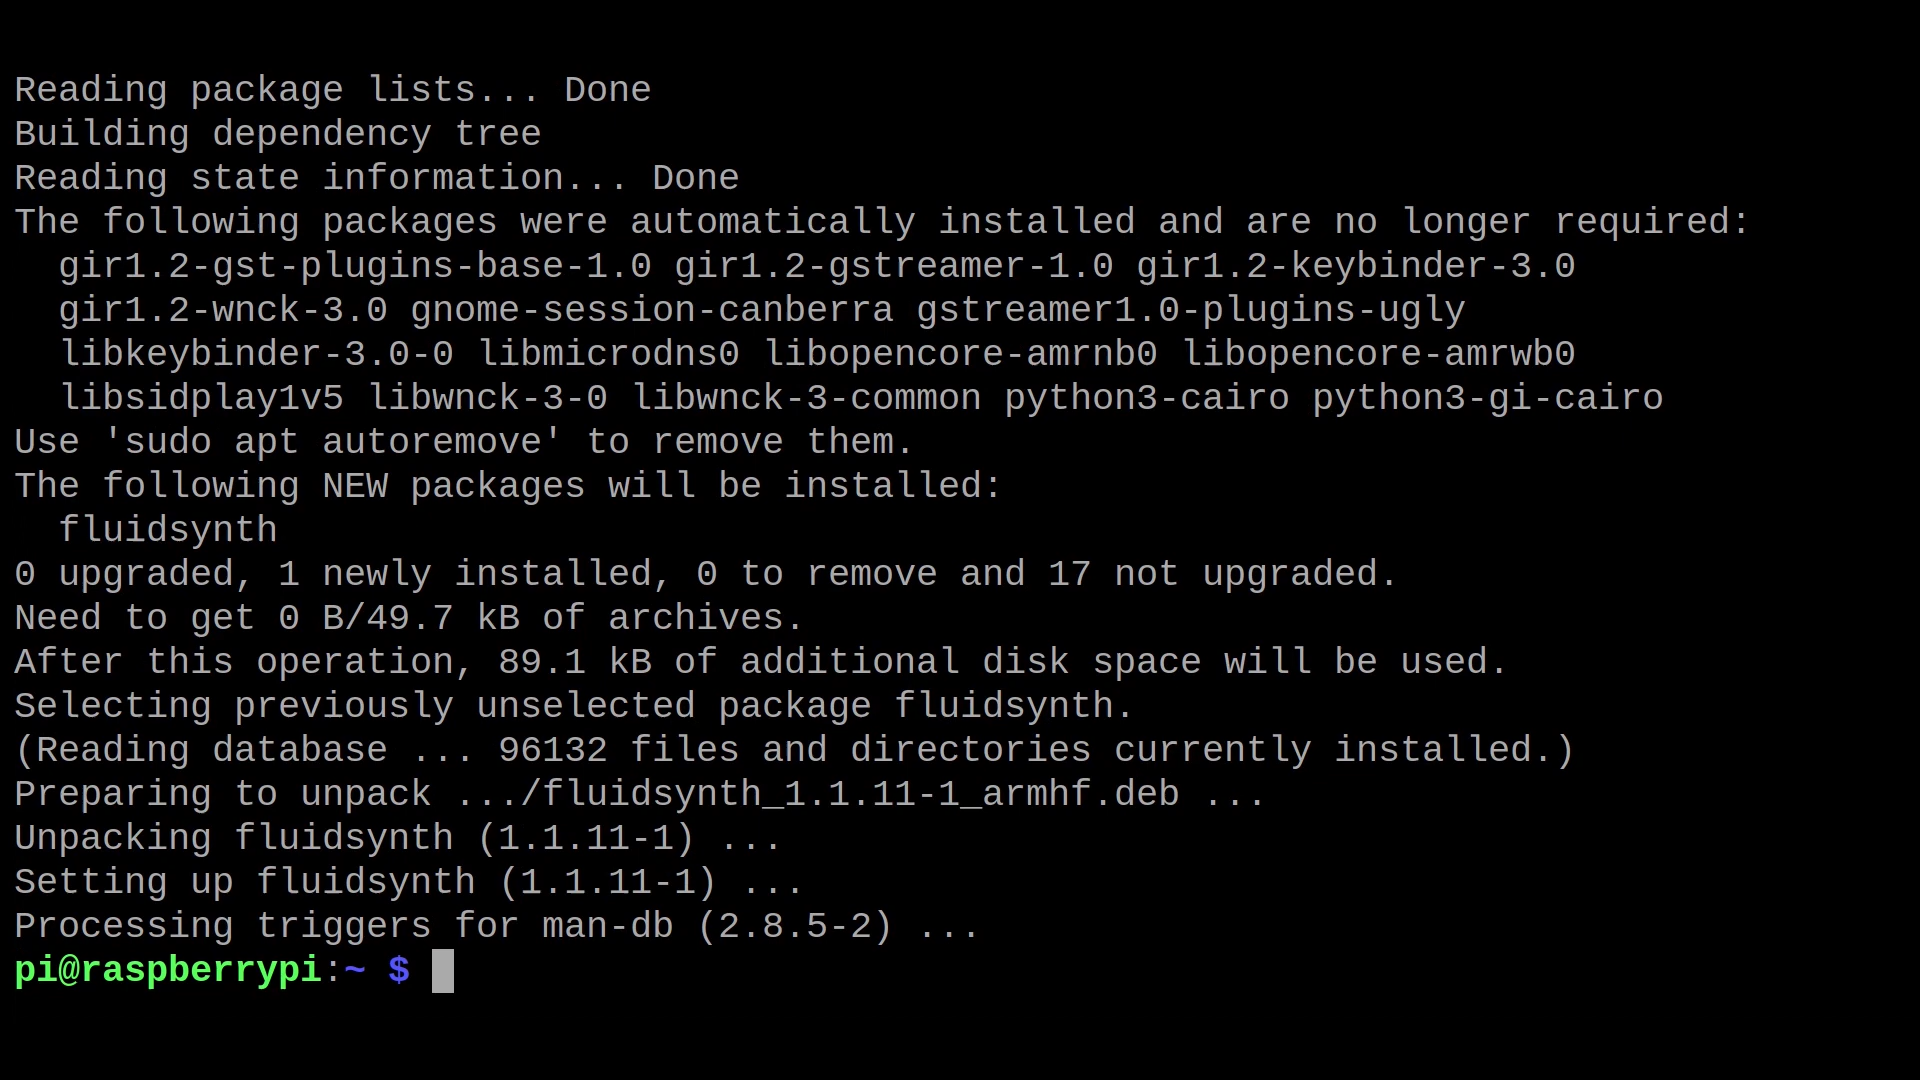 Reading package lists... Done
Building dependency tree
Reading state information... Done
The following packages were automatically installed and are no longer required:
  gir1.2-gst-plugins-base-1.0 gir1.2-gstreamer-1.0 gir1.2-keybinder-3.0
  gir1.2-wnck-3.0 gnome-session-canberra gstreamer1.0-plugins-ugly
  libkeybinder-3.0-0 libmicrodns0 libopencore-amrnb0 libopencore-amrwb0
  libsidplay1v5 libwnck-3-0 libwnck-3-common python3-cairo python3-gi-cairo
Use 'sudo apt autoremove' to remove them.
The following NEW packages will be installed:
  fluidsynth
0 upgraded, 1 newly installed, 0 to remove and 17 not upgraded.
Need to get 0 B/49.7 kB of archives.
After this operation, 89.1 kB of additional disk space will be used.
Selecting previously unselected package fluidsynth.
(Reading database ... 96132 files and directories currently installed.)
Preparing to unpack .../fluidsynth_1.1.11-1_armhf.deb ...
Unpacking fluidsynth (1.1.11-1) ...
Setting up fluidsynth (1.1.11-1) ...
Processing triggers for man-db (2.8.5-2) ...
pi@raspberrypi:~ $